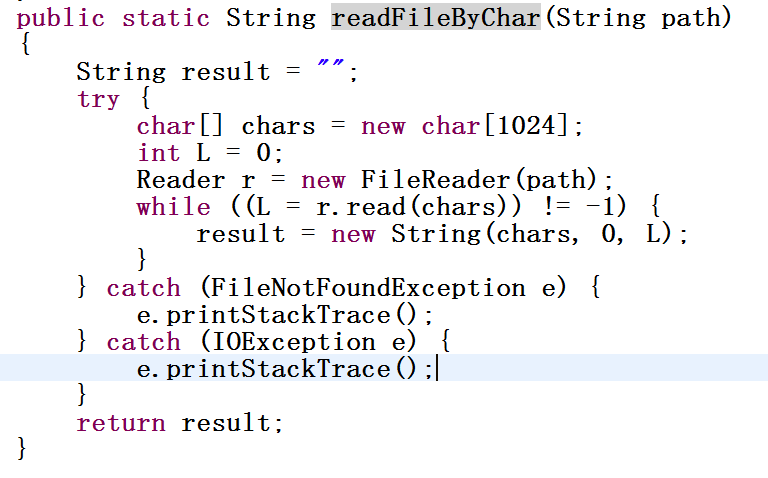 public static String readFileByChar(String path)
{
    String result = "";
    try {
        char[] chars = new char[1024];
        int L = 0;
        Reader r = new FileReader(path);
        while ((L = r.read(chars)) != -1) {
            result = new String(chars, 0, L);
        }
    } catch (FileNotFoundException e) {
        e.printStackTrace();
    } catch (IOException e) {
        e.printStackTrace();
    }
    return result;
}